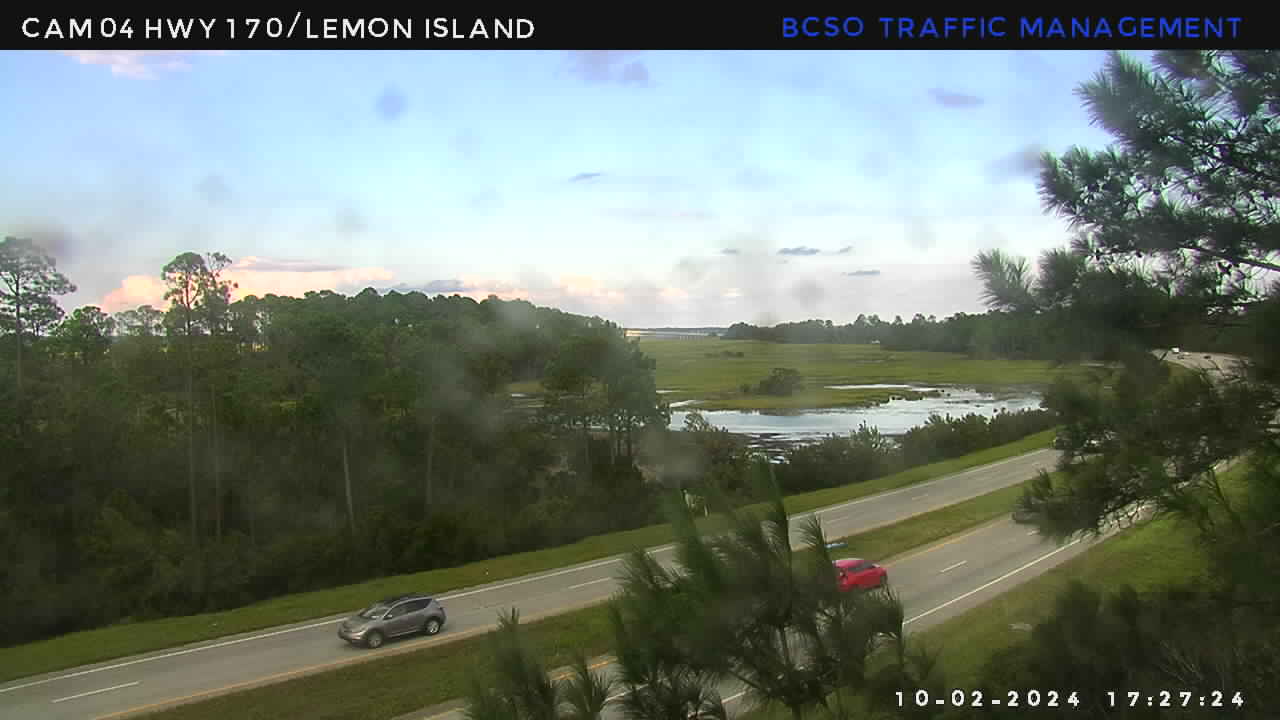 CAM04 HWY 170/LEMON ISLAND
BCSO TRAFFIC MANAGEMENT
10-02-2024 17:27:24